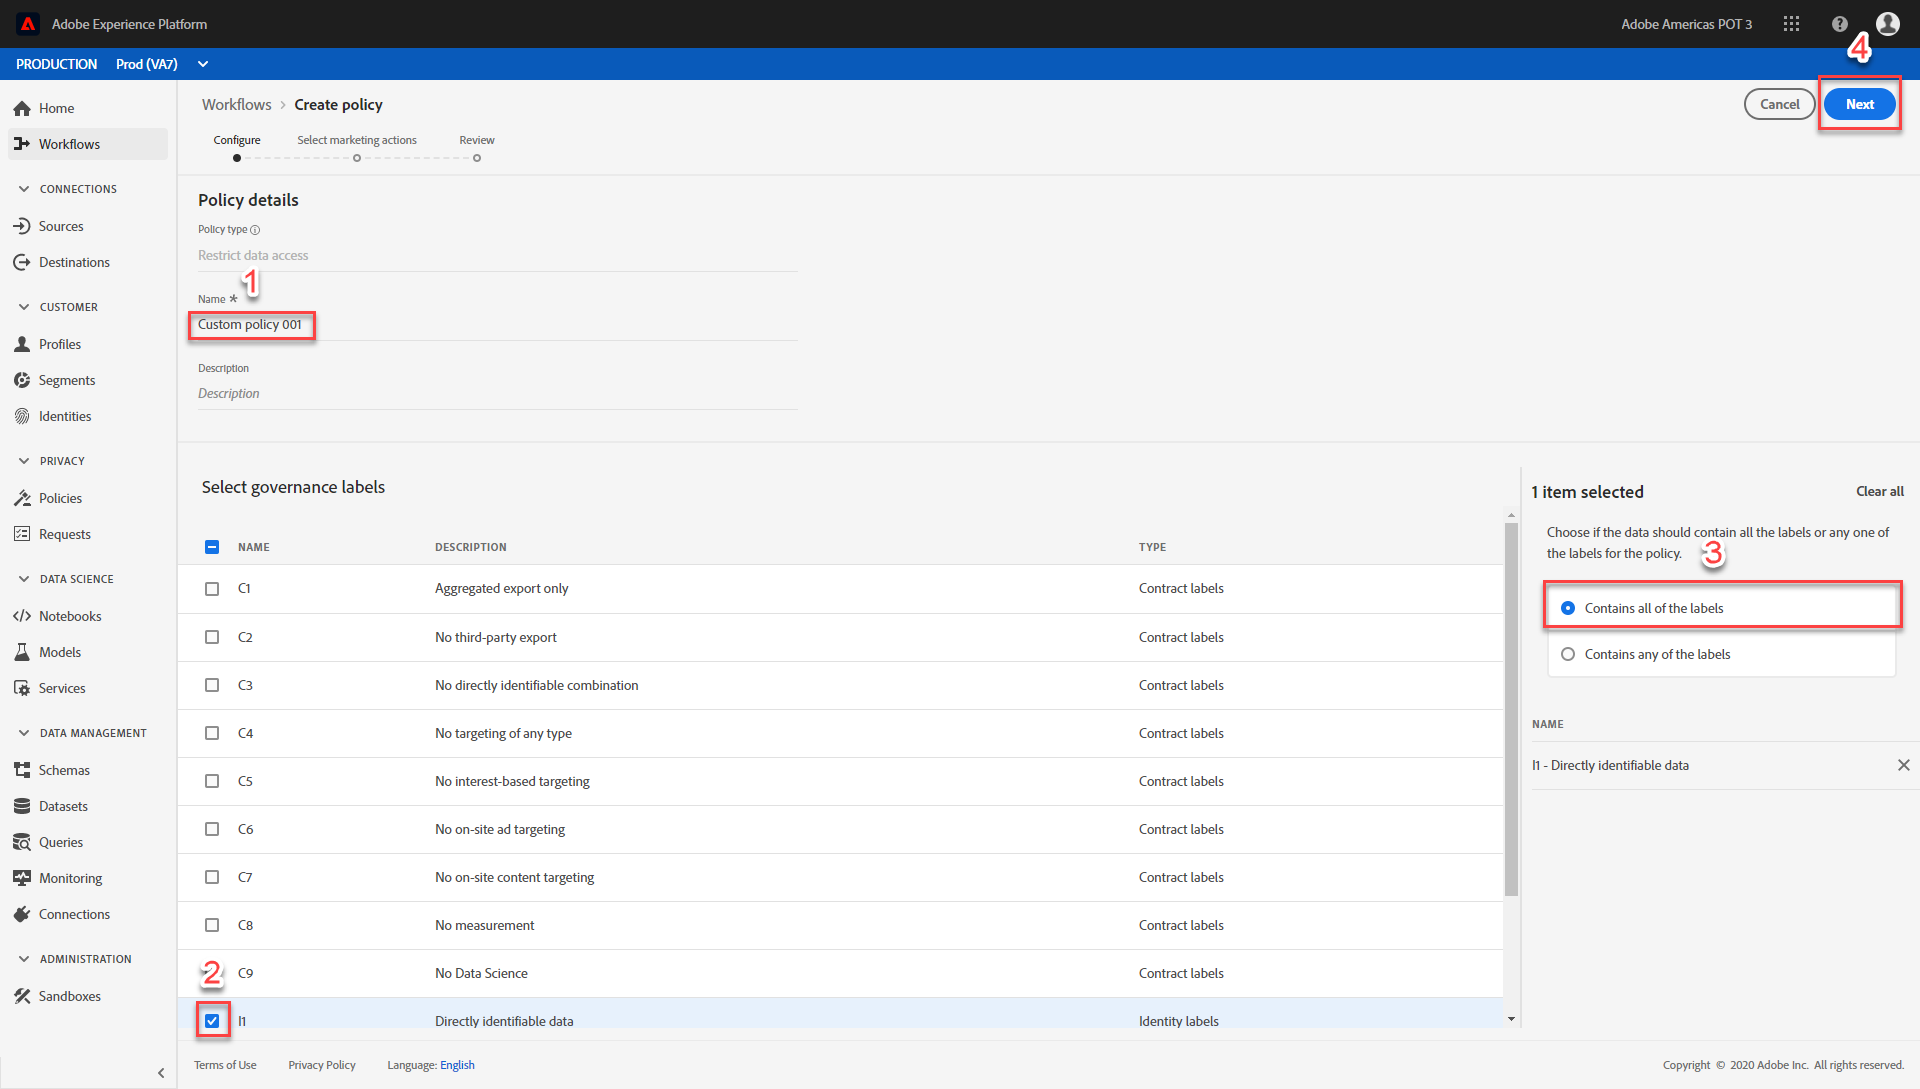 Adobe Experience Platform
Adobe Americas POT 3
4
PRODUCTION Prod (VA7)
Home
Workflows
CONNECTIONS
Sources
Destinations
CUSTOMER
Profiles
Segments
Identities
PRIVACY
Policies
Requests
DATA SCIENCE
Notebooks
Models
Services
DATA MANAGEMENT
Schemas
Datasets
Queries
Monitoring
Connections
ADMINISTRATION
Sandboxes
Workflows > Create policy
Cancel
Next
Configure Select marketing actions Review
Policy details
Policy type
Restrict data access
1
Name *
Custom policy 001
Description
Description
Select governance labels
NAME DESCRIPTION TYPE
C1 Aggregated export only Contract labels
C2 No third-party export Contract labels
C3 No directly identifiable combination Contract labels
C4 No targeting of any type Contract labels
C5 No interest-based targeting Contract labels
C6 No on-site ad targeting Contract labels
C7 No on-site content targeting Contract labels
C8 No measurement Contract labels
2 C9 No Data Science Contract labels
I1 Directly identifiable data Identity labels
1 item selected Clear all
Choose if the data should contain all the labels or any one of
the labels for the policy.
3
Contains all of the labels
Contains any of the labels
NAME
I1 - Directly identifiable data
Terms of Use Privacy Policy Language: English
Copyright © 2020 Adobe Inc. All rights reserved.